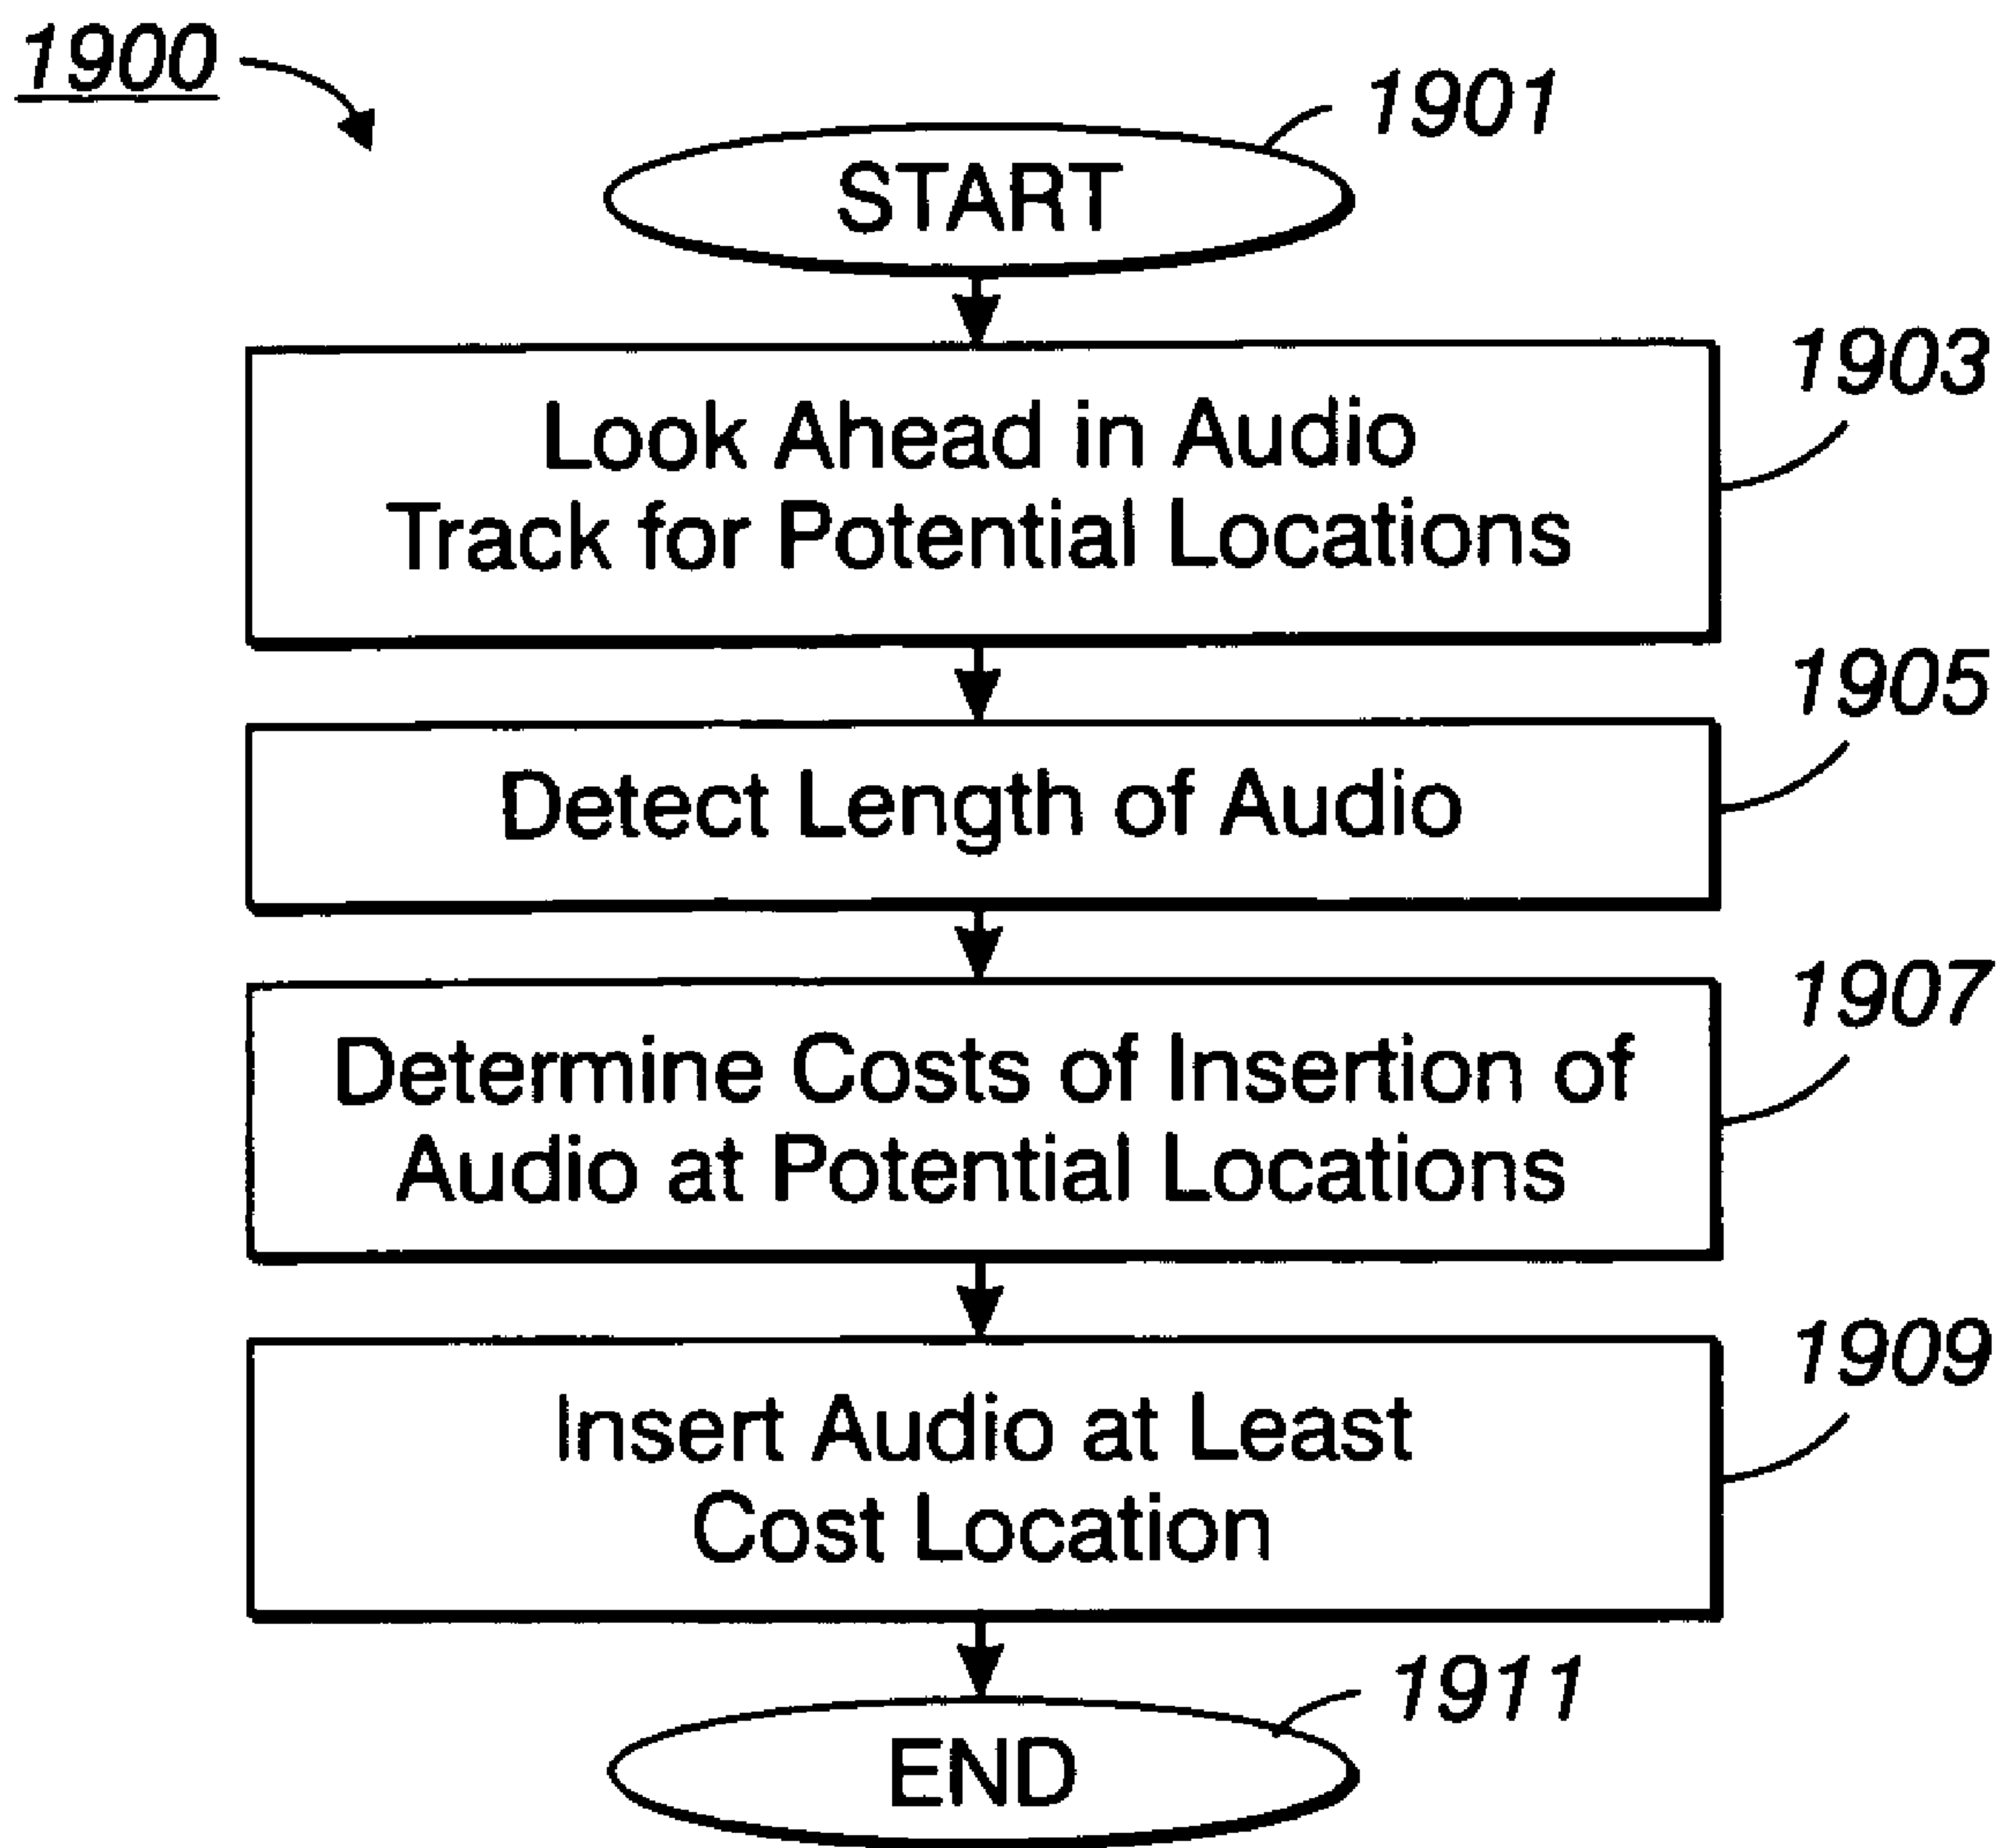 1900
1901
START
1903
Look Ahead in Audio
Track for Potential Locations
1905
Detect Length of Audio
1907
Determine Costs of Insertion of
Audio at Potential Locations
1909
Insert Audio at Least
Cost Location
1911
END